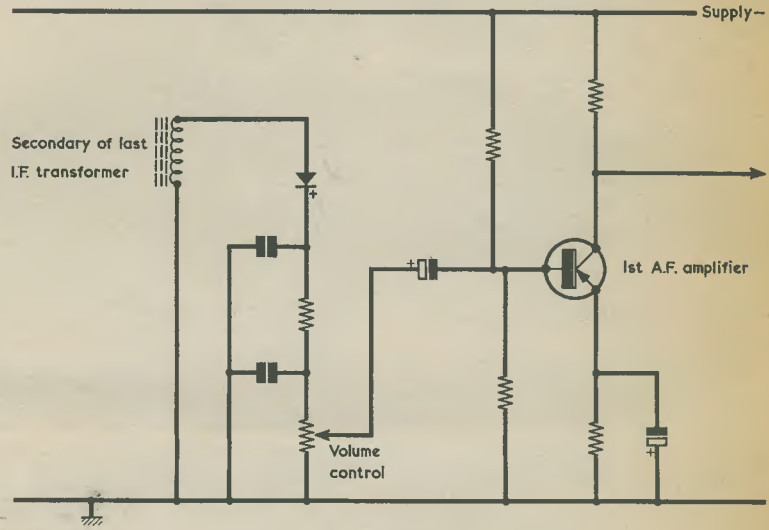 Supply–
Secondary of last
I.F. transformer
+
+
1st A.F. amplifier
Volume
control
+